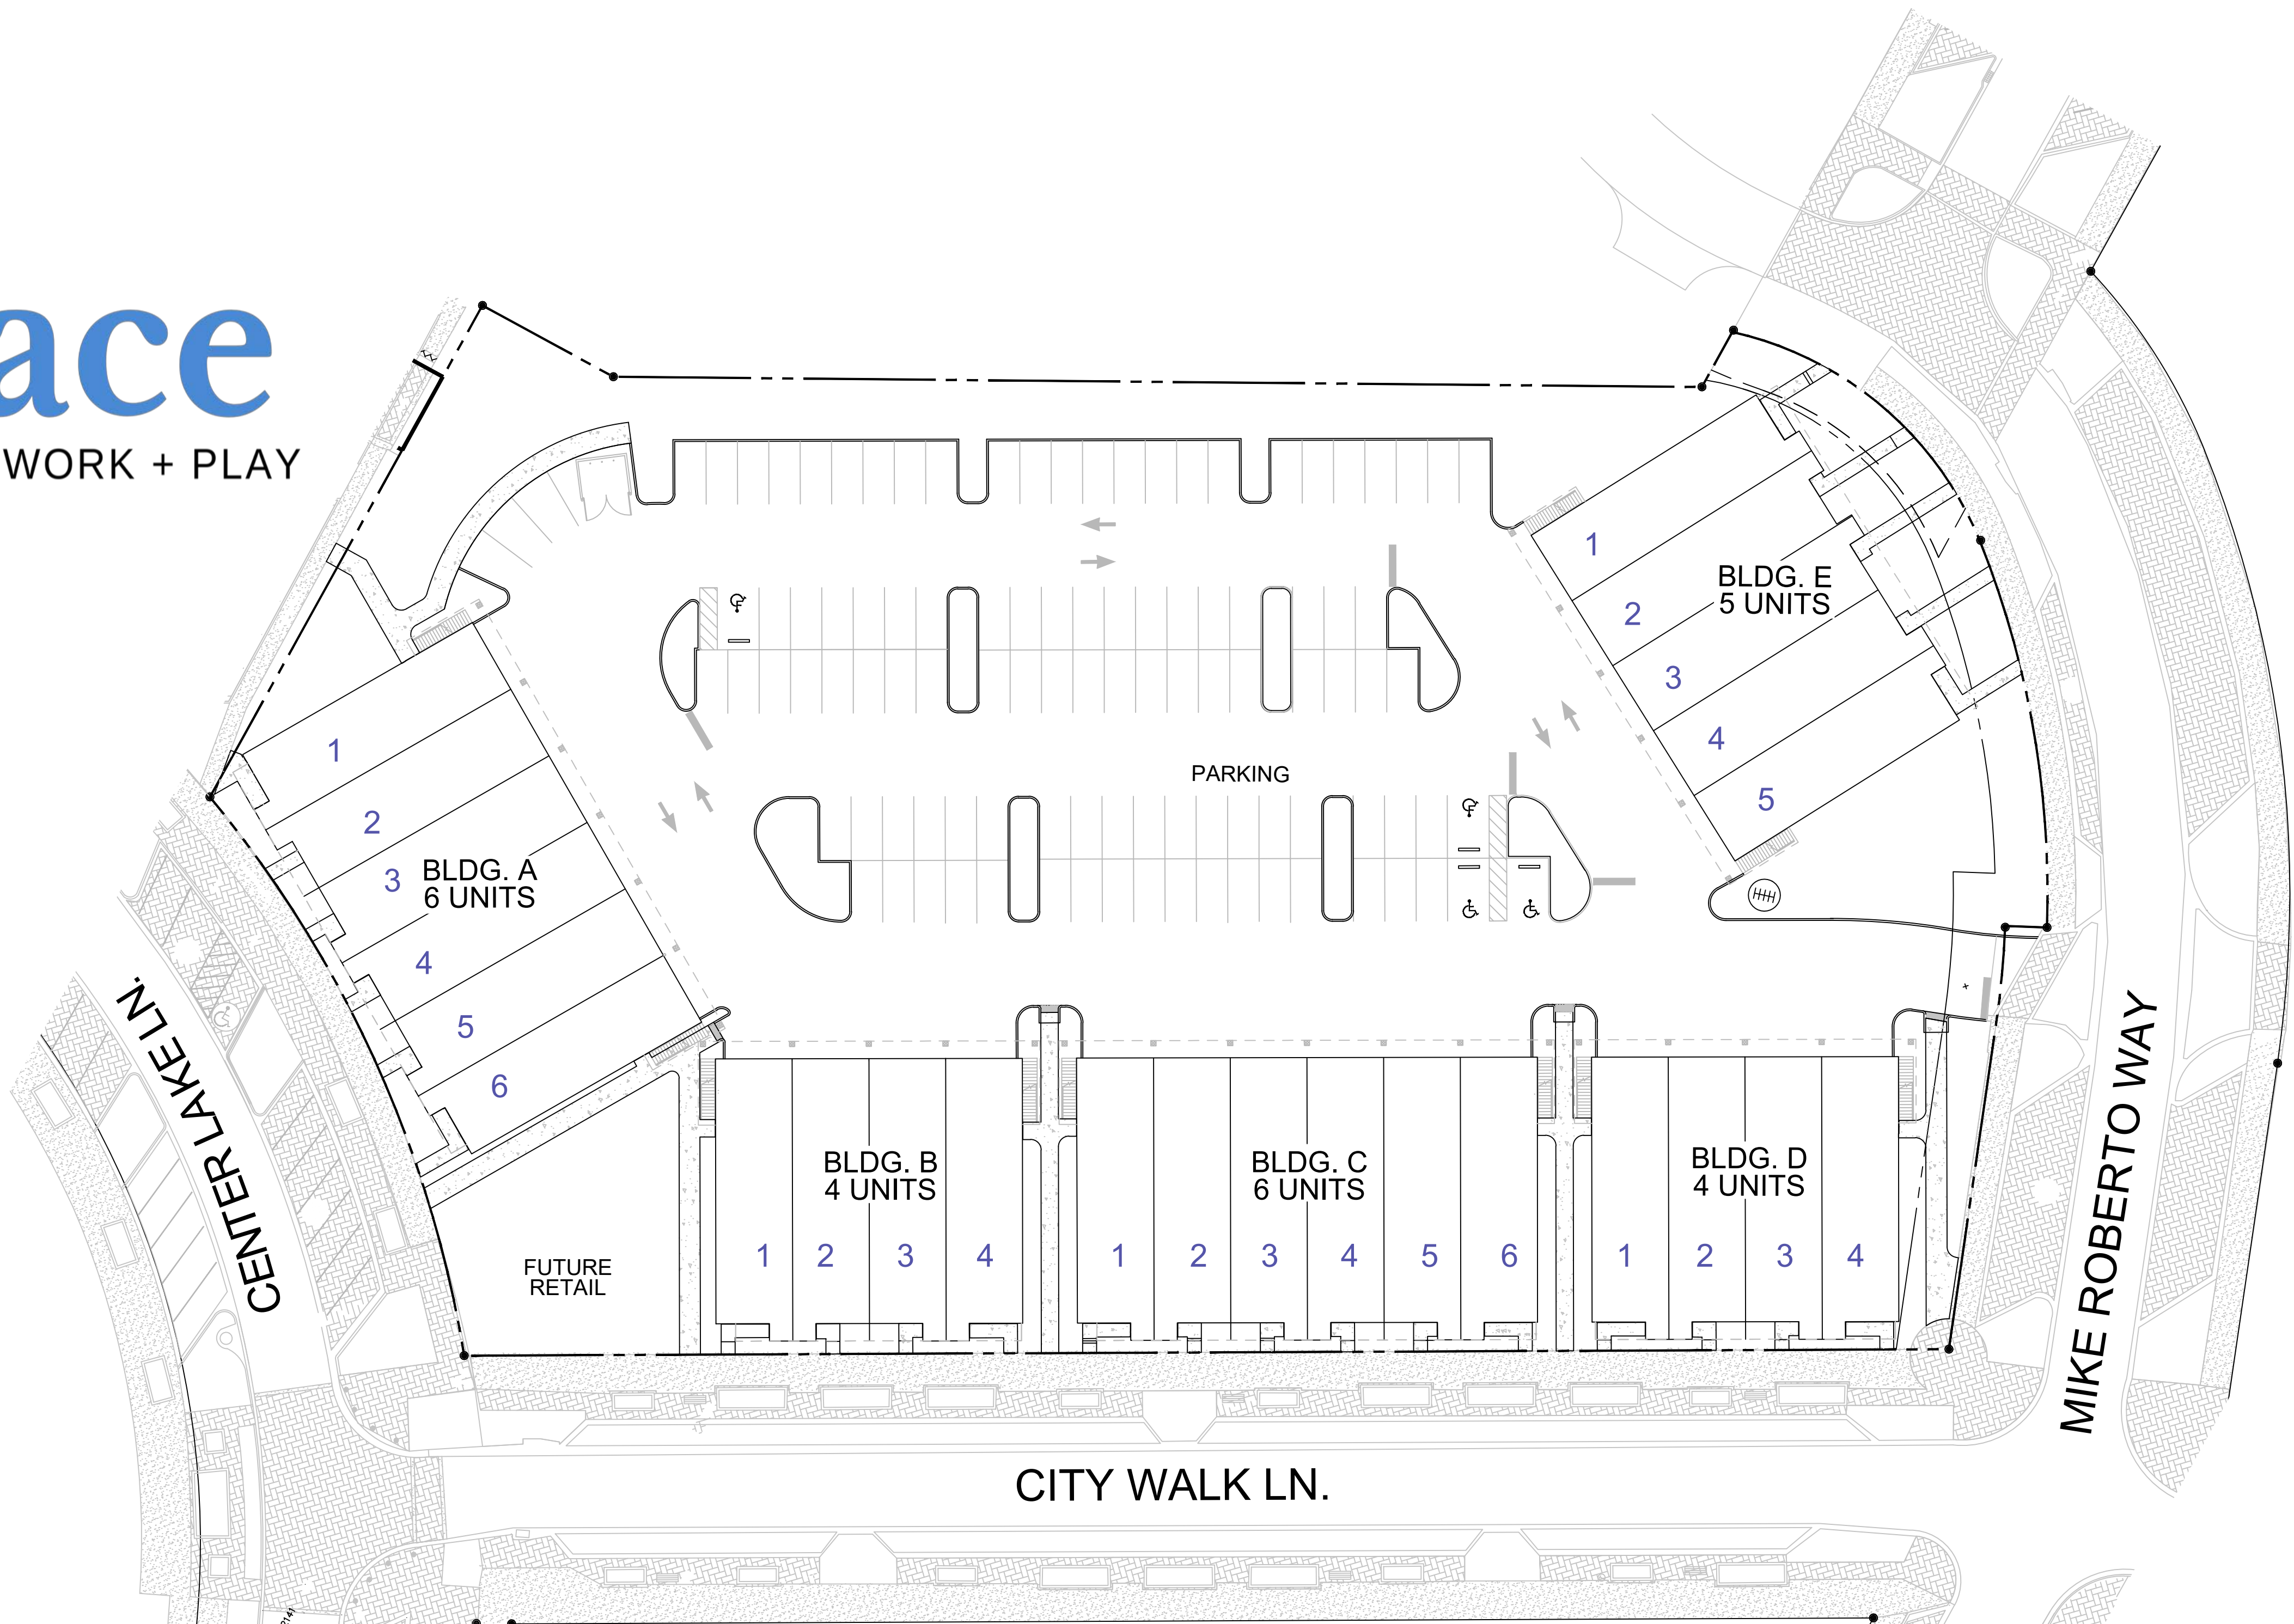 ace
WORK + PLAY
1
2
3
4
5
BLDG. E
5 UNITS
1
2
3
4
5
6
BLDG. A
6 UNITS
PARKING
CENTER LAKE LN.
MIKE ROBERTO WAY
BLDG. B
4 UNITS
1 2 3 4
BLDG. C
6 UNITS
1 2 3 4 5 6
BLDG. D
4 UNITS
1 2 3 4
FUTURE
RETAIL
CITY WALK LN.